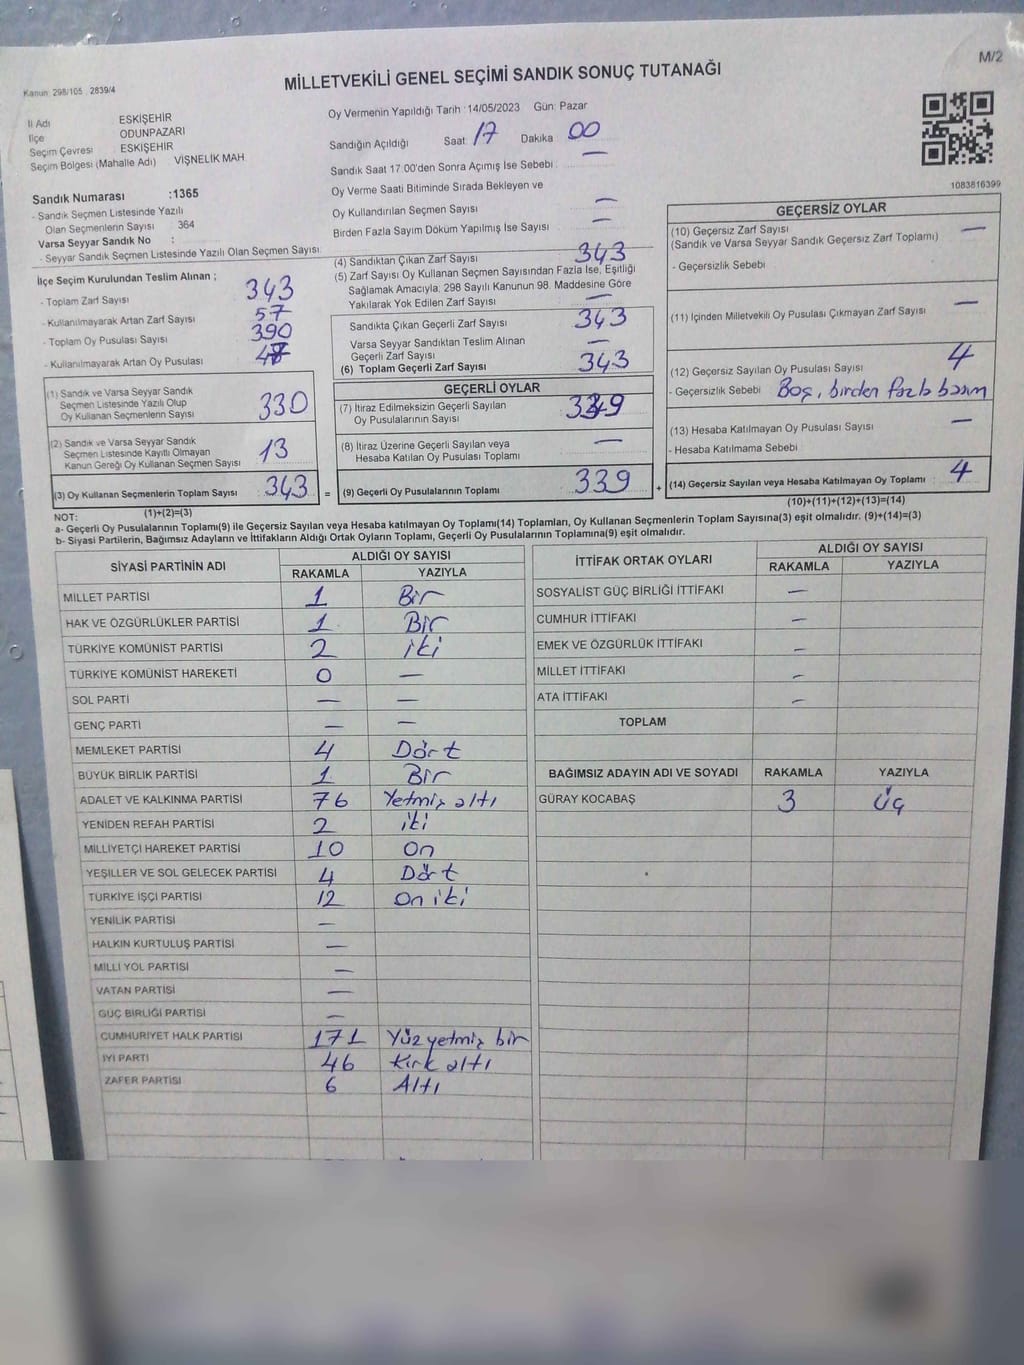 M/2
MİLLETVEKİLİ GENEL SEÇİMİ SANDIK SONUÇ TUTANAĞI
Kanun: 298/105 , 2839/4
İl Adı ESKİŞEHİR
İlçe ODUNPAZARI
Seçim Çevresi : ESKİŞEHİR
Seçim Bölgesi (Mahalle Adı) VİŞNELİK MAH.
Sandık Numarası :1365
- Sandık Seçmen Listesinde Yazılı
Olan Seçmenlerin Sayısı : 364
Varsa Seyyar Sandık No :
- Seyyar Sandık Seçmen Listesinde Yazılı Olan Seçmen Sayısı
Oy Vermenin Yapıldığı Tarih : 14/05/2023 Gün: Pazar
Sandığın Açıldığı Saat 17 Dakika 00
Sandık Saat 17:00'den Sonra Açımış İse Sebebi : —
Oy Verme Saati Bitiminde Sırada Bekleyen ve
Oy Kullandırılan Seçmen Sayısı —
Birden Fazla Sayım Döküm Yapılmış İse Sayısı —
1083816399
İlçe Seçim Kurulundan Teslim Alınan ;
- Toplam Zarf Sayısı 343
- Kullanılmayarak Artan Zarf Sayısı 57
- Toplam Oy Pusulası Sayısı 390
- Kullanılmayarak Artan Oy Pusulası
(1) Sandık ve Varsa Seyyar Sandık
Seçmen Listesinde Yazılı Olup
Oy Kullanan Seçmenlerin Sayısı 330
(2) Sandık ve Varsa Seyyar Sandık
Seçmen Listesinde Kayıtlı Olmayan
Kanun Gereği Oy Kullanan Seçmen Sayısı 13
(3) Oy Kullanan Seçmenlerin Toplam Sayısı 343 =
(1)+(2)=(3)
(4) Sandıktan Çıkan Zarf Sayısı 343
(5) Zarf Sayısı Oy Kullanan Seçmen Sayısından Fazla İse, Eşitliği
Sağlamak Amacıyla; 298 Sayılı Kanunun 98. Maddesine Göre
Yakılarak Yok Edilen Zarf Sayısı —
Sandıkta Çıkan Geçerli Zarf Sayısı 343
Varsa Seyyar Sandıktan Teslim Alınan
Geçerli Zarf Sayısı —
(6) Toplam Geçerli Zarf Sayısı 343
GEÇERLİ OYLAR
(7) İtiraz Edilmeksizin Geçerli Sayılan
Oy Pusulalarının Sayısı
(8) İtiraz Üzerine Geçerli Sayılan veya
Hesaba Katılan Oy Pusulası Toplamı —
(9) Geçerli Oy Pusulalarının Toplamı 339 +
GEÇERSİZ OYLAR
(10) Geçersiz Zarf Sayısı —
(Sandık ve Varsa Seyyar Sandık Geçersiz Zarf Toplamı)
- Geçersizlik Sebebi
(11) İçinden Milletvekili Oy Pusulası Çıkmayan Zarf Sayısı —
(12) Geçersiz Sayılan Oy Pusulası Sayısı 4
- Geçersizlik Sebebi Boş, birden fazla basım
(13) Hesaba Katılmayan Oy Pusulası Sayısı —
- Hesaba Katılmama Sebebi
(14) Geçersiz Sayılan veya Hesaba Katılmayan Oy Toplamı : 4
(10)+(11)+(12)+(13)=(14)
NOT:
a- Geçerli Oy Pusulalarının Toplamı(9) ile Geçersiz Sayılan veya Hesaba katılmayan Oy Toplamı(14) Toplamları, Oy Kullanan Seçmenlerin Toplam Sayısına(3) eşit olmalıdır. (9)+(14)=(3)
b- Siyasi Partilerin, Bağımsız Adayların ve İttifakların Aldığı Ortak Oyların Toplamı, Geçerli Oy Pusulalarının Toplamına(9) eşit olmalıdır.
SİYASİ PARTİNİN ADI ALDIĞI OY SAYISI
RAKAMLA YAZIYLA
MİLLET PARTİSİ 1 Bir
HAK VE ÖZGÜRLÜKLER PARTİSİ 1 Bir
TÜRKİYE KOMÜNİST PARTİSİ 2 iki
TÜRKİYE KOMÜNİST HAREKETİ 0 —
SOL PARTİ — —
GENÇ PARTİ — —
MEMLEKET PARTİSİ 4 Dört
BÜYÜK BİRLİK PARTİSİ 1 Bir
ADALET VE KALKINMA PARTİSİ 76 Yetmiş altı
YENİDEN REFAH PARTİSİ 2 iki
MİLLİYETÇİ HAREKET PARTİSİ 10 On
YEŞİLLER VE SOL GELECEK PARTİSİ 4 Dört
TÜRKİYE İŞÇİ PARTİSİ 12 On iki
YENİLİK PARTİSİ —
HALKIN KURTULUŞ PARTİSİ —
MİLLİ YOL PARTİSİ —
VATAN PARTİSİ —
GÜÇ BİRLİĞİ PARTİSİ —
CUMHURİYET HALK PARTİSİ 171 Yüz yetmiş bir
İYİ PARTİ 46 Kırk altı
ZAFER PARTİSİ 6 Altı
İTTİFAK ORTAK OYLARI ALDIĞI OY SAYISI
RAKAMLA YAZIYLA
SOSYALİST GÜÇ BİRLİĞİ İTTİFAKI —
CUMHUR İTTİFAKI —
EMEK VE ÖZGÜRLÜK İTTİFAKI —
MİLLET İTTİFAKI —
ATA İTTİFAKI —
TOPLAM
BAĞIMSIZ ADAYIN ADI VE SOYADI RAKAMLA YAZIYLA
GÜRAY KOCABAŞ 3 Üç